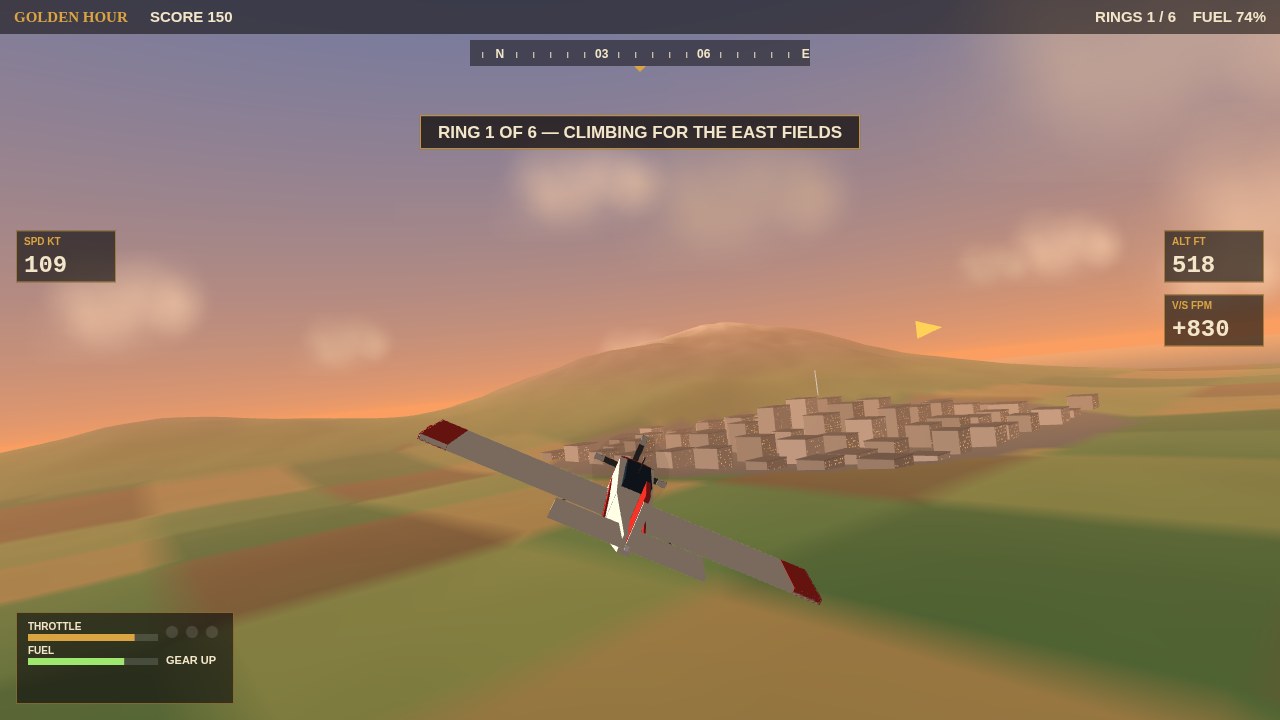 GOLDEN HOUR SCORE 150 RINGS 1 / 6 FUEL 74%
N 03 06 E
RING 1 OF 6 — CLIMBING FOR THE EAST FIELDS
SPD KT
109
ALT FT
518
V/S FPM
+830
THROTTLE
FUEL
GEAR UP